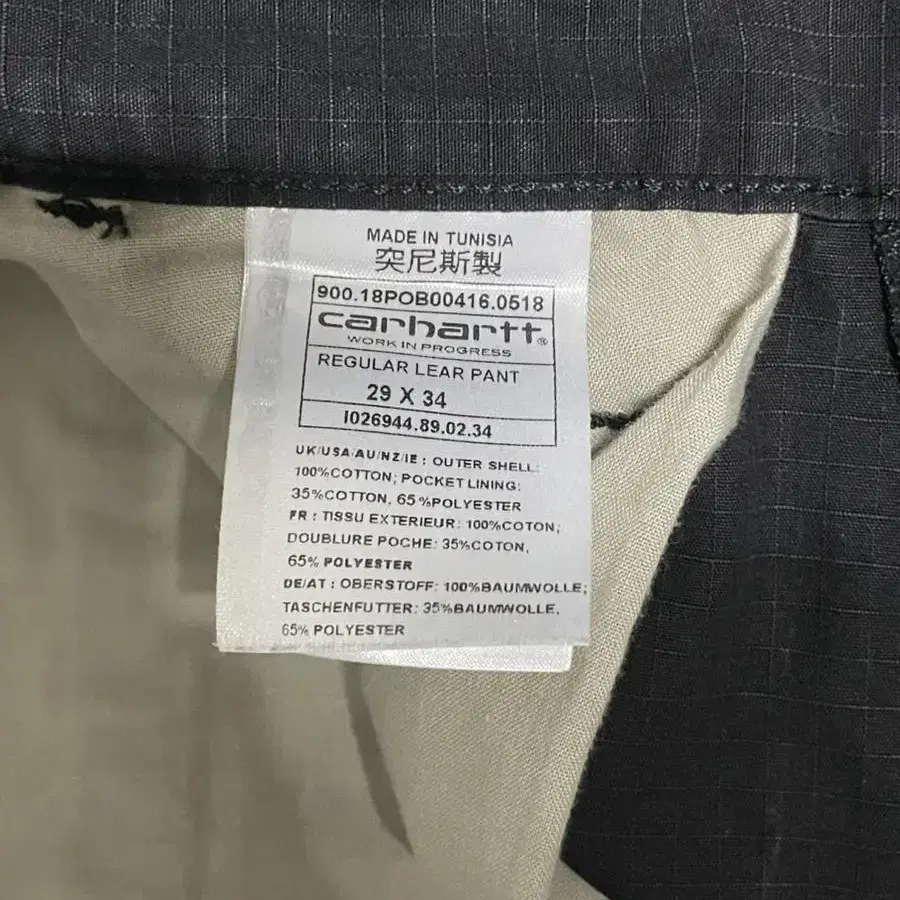 MADE IN TUNISIA
突尼斯製
900.18POB00416.0518
carhartt®
WORK IN PROGRESS
REGULAR LEAR PANT
29 X 34
I026944.89.02.34
UK/USA/AU/NZ/IE : OUTER SHELL:
100%COTTON; POCKET LINING:
35%COTTON, 65%POLYESTER
FR : TISSU EXTERIEUR: 100%COTON;
DOUBLURE POCHE: 35%COTON,
65% POLYESTER
DE/AT : OBERSTOFF: 100%BAUMWOLLE;
TASCHENFUTTER: 35%BAUMWOLLE,
65% POLYESTER